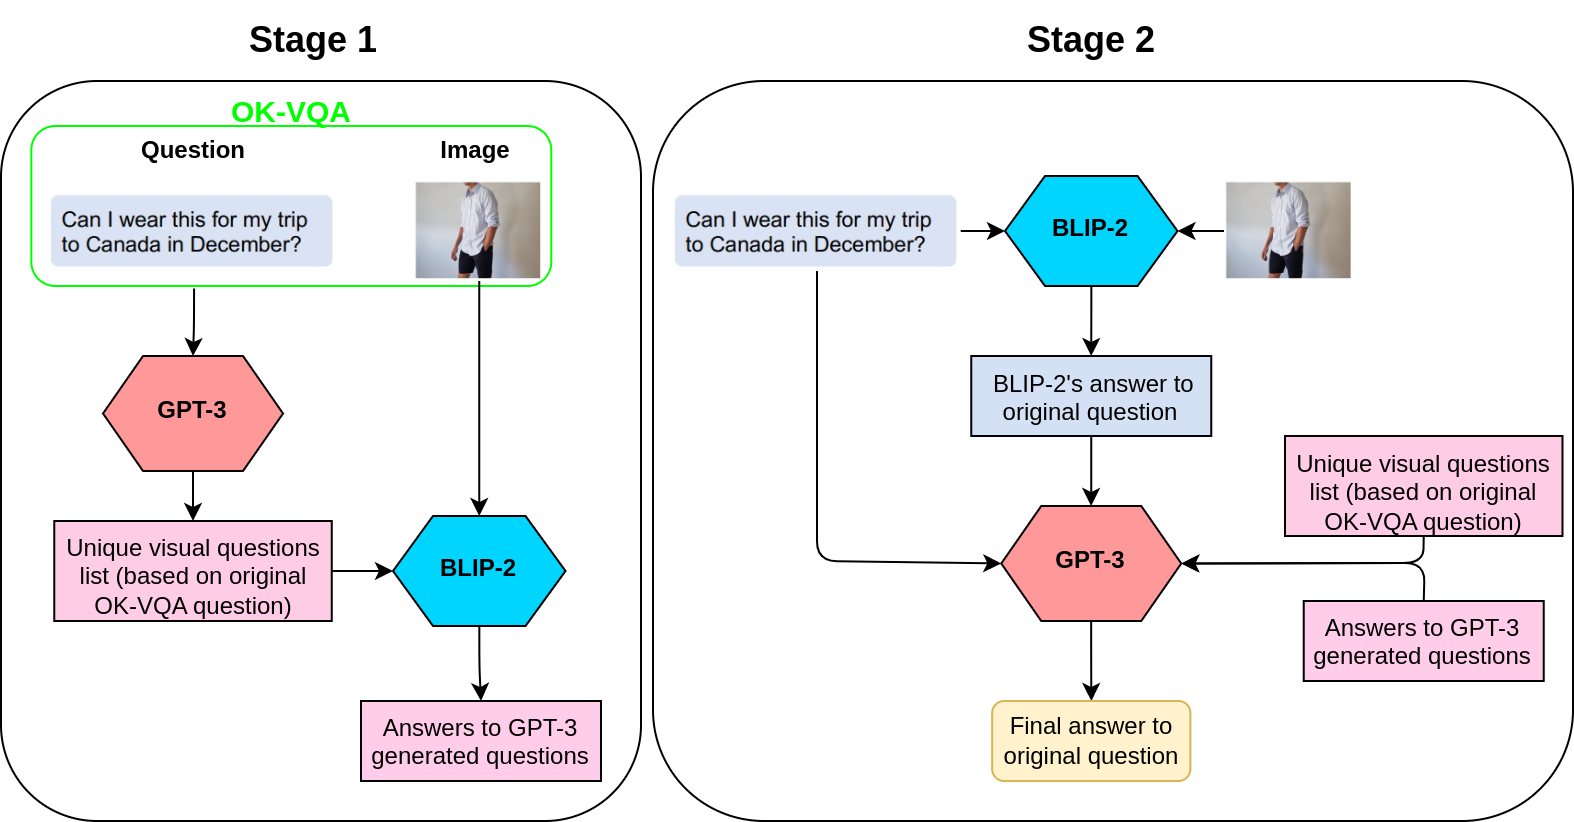 Stage 1
OK-VQA
Question
Image
Can I wear this for my trip
to Canada in December?
GPT-3
Unique visual questions
list (based on original
OK-VQA question)
BLIP-2
Answers to GPT-3
generated questions
Stage 2
Can I wear this for my trip
to Canada in December?
BLIP-2
BLIP-2's answer to
original question
Unique visual questions
list (based on original
OK-VQA question)
GPT-3
Answers to GPT-3
generated questions
Final answer to
original question